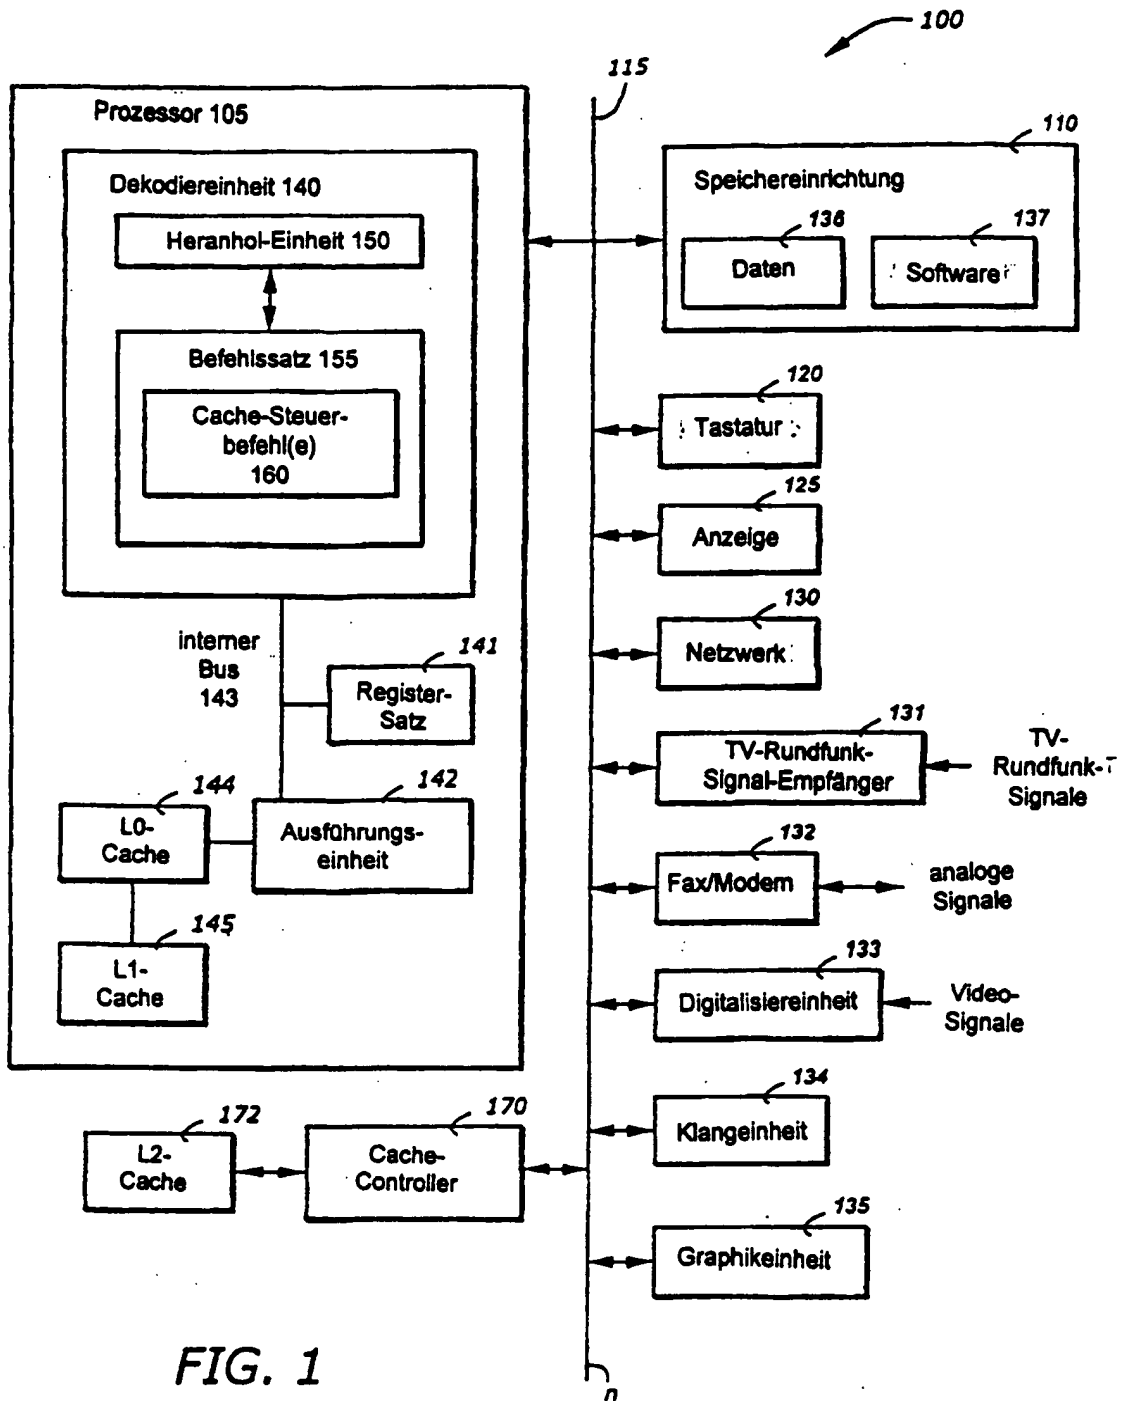 100
115
Prozessor 105
Dekodiereinheit 140
Heranhol-Einheit 150
Befehlssatz 155
Cache-Steuer-
befehl(e)
160
interner
Bus
143
141
Register-
Satz
142
Ausführungs-
einheit
144
L0-
Cache
145
L1-
Cache
172
L2-
Cache
170
Cache-
Controller
110
Speichereinrichtung
136
Daten
137
Software
120
Tastatur
125
Anzeige
130
Netzwerk
131
TV-Rundfunk-
Signal-Empfänger
TV-
Rundfunk-
Signale
132
Fax/Modem
analoge
Signale
133
Digitalisiereinheit
Video-
Signale
134
Klangeinheit
135
Graphikeinheit
FIG. 1